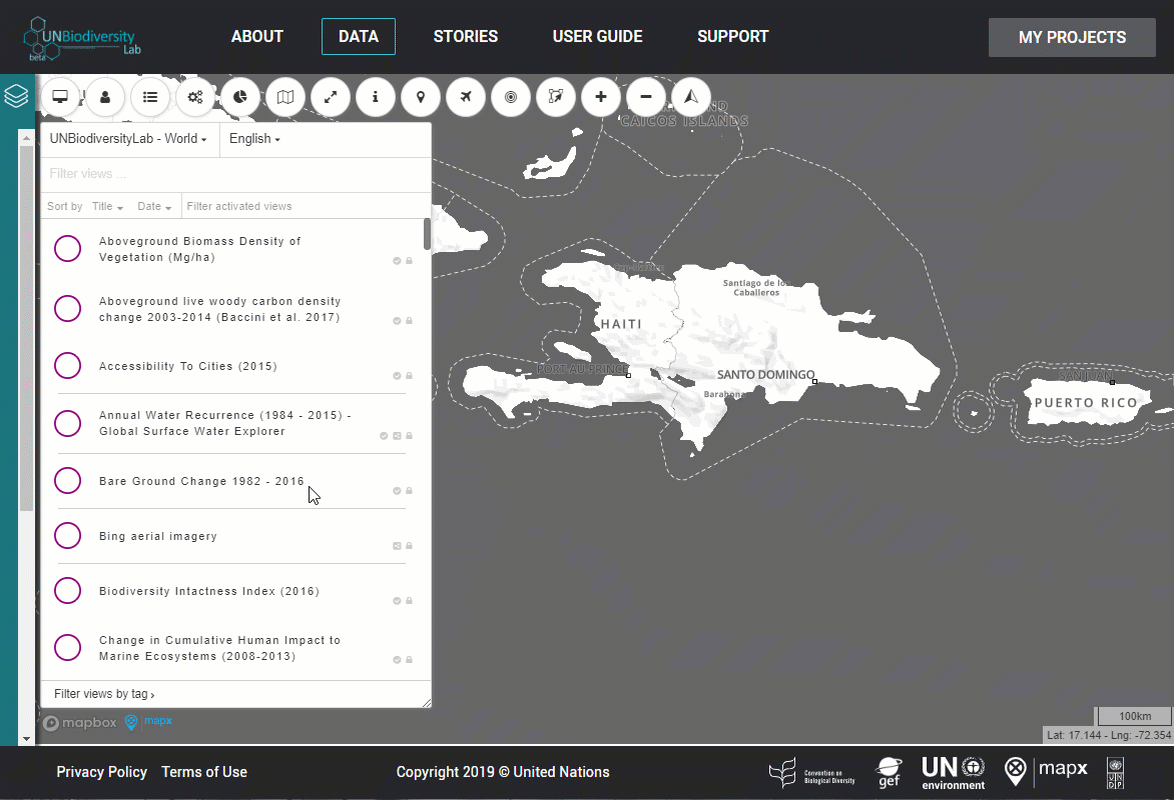 UNBiodiversity
Lab
beta
ABOUT
DATA
STORIES
USER GUIDE
SUPPORT
MY PROJECTS
UNBiodiversityLab - World
English
Filter views ...
Sort by
Title
Date
Filter activated views
Aboveground Biomass Density of
Vegetation (Mg/ha)
Aboveground live woody carbon density
change 2003-2014 (Baccini et al. 2017)
Accessibility To Cities (2015)
Annual Water Recurrence (1984 - 2015) -
Global Surface Water Explorer
Bare Ground Change 1982 - 2016
Bing aerial imagery
Biodiversity Intactness Index (2016)
Change in Cumulative Human Impact to
Marine Ecosystems (2008-2013)
Filter views by tag ›
mapbox
mapx
CAICOS ISLANDS
Santiago de los
Caballeros
HAITI
PORT-AU-PRINCE
SANTO DOMINGO
Barahona
SAN JUAN
PUERTO RICO
100km
Lat: 17.144 - Lng: -72.354
Privacy Policy
Terms of Use
Copyright 2019 © United Nations
Convention on
Biological Diversity
gef
UN
environment
mapx
UN
DP